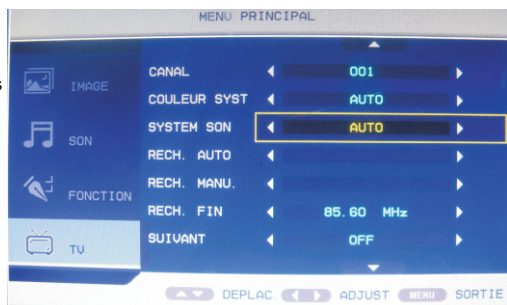 MENU PRINCIPAL
s
IMAGE
SON
FONCTION
TV
CANAL 001
COULEUR SYST AUTO
SYSTEM SON AUTO
RECH. AUTO
RECH. MANU.
RECH. FIN 85.60 MHz
SUIVANT OFF
DEPLAC. ADJUST MENU SORTIE